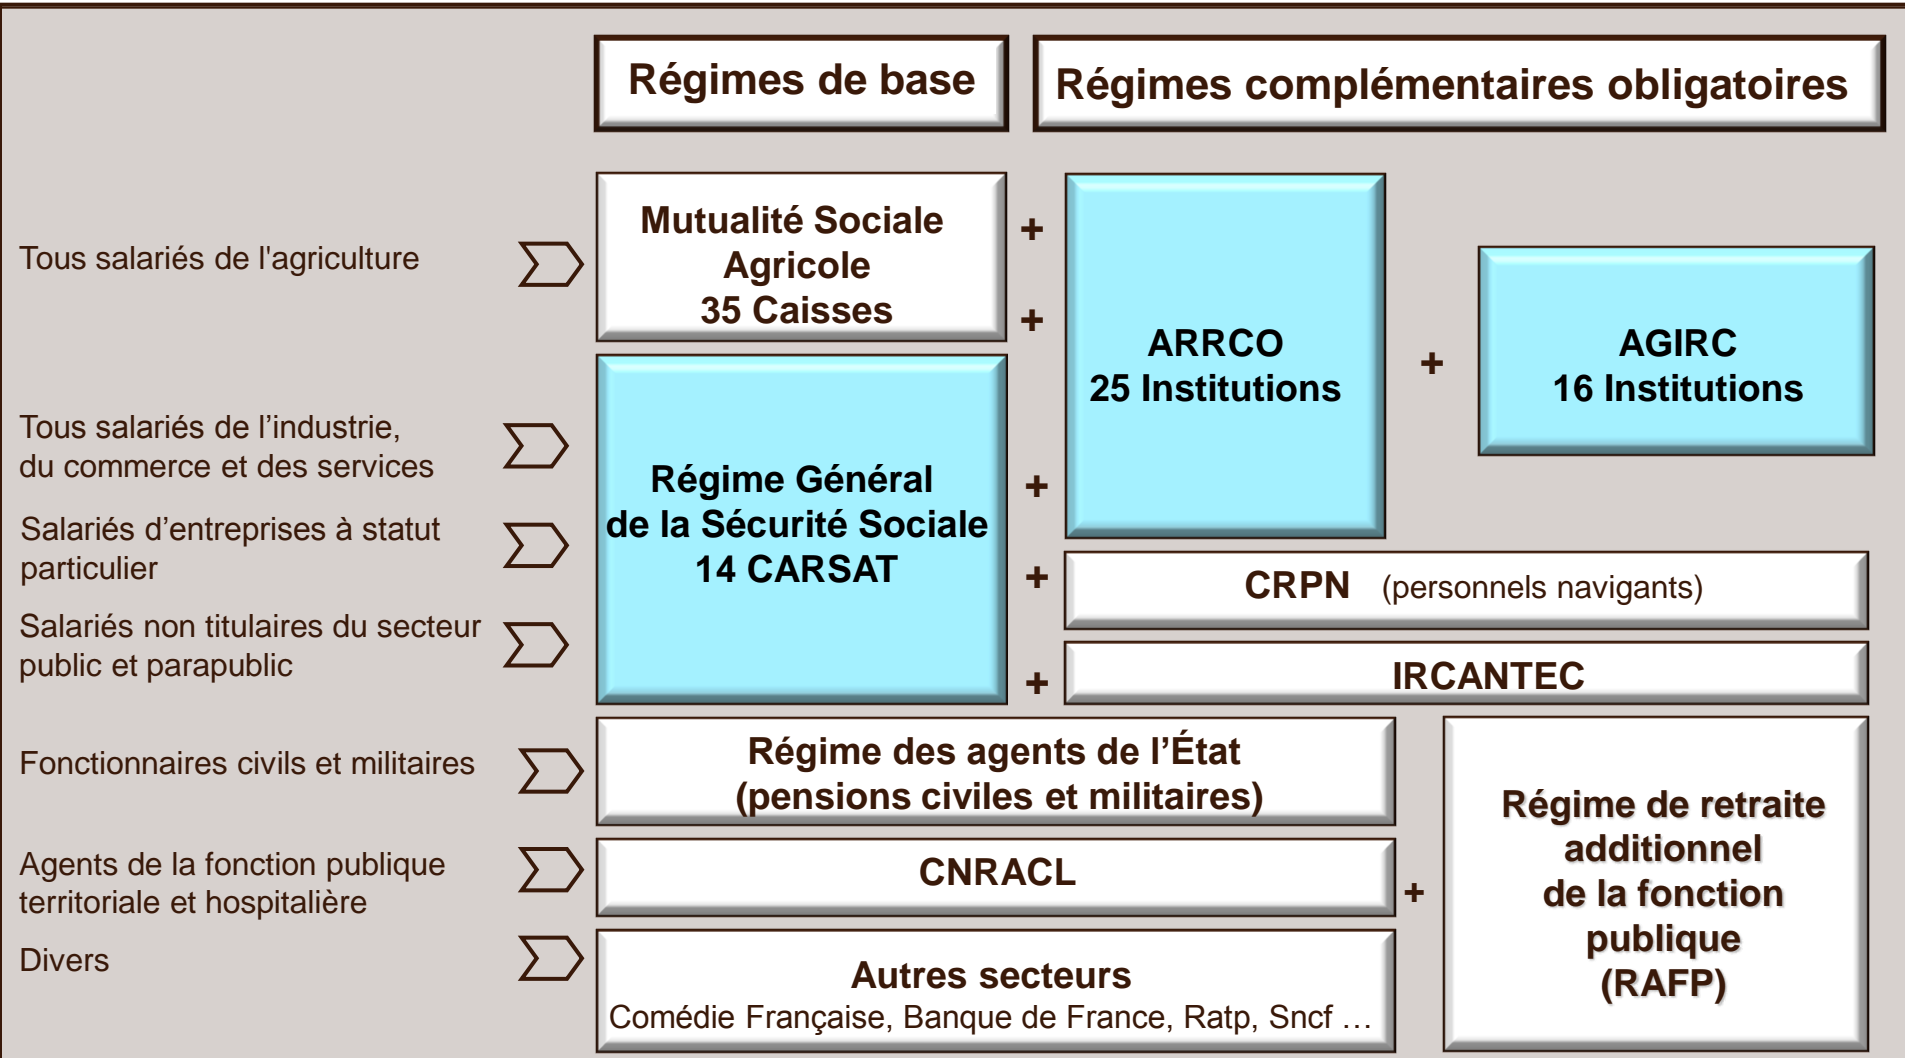 Régimes de base
Régimes complémentaires obligatoires
Tous salariés de l'agriculture
Mutualité Sociale
Agricole
35 Caisses
+
+
ARRCO
25 Institutions
+
AGIRC
16 Institutions
Tous salariés de l’industrie,
du commerce et des services
Salariés d’entreprises à statut
particulier
Salariés non titulaires du secteur
public et parapublic
Régime Général
de la Sécurité Sociale
14 CARSAT
+
+
CRPN (personnels navigants)
+
IRCANTEC
Fonctionnaires civils et militaires
Régime des agents de l’État
(pensions civiles et militaires)
Agents de la fonction publique
territoriale et hospitalière
CNRACL
+
Régime de retraite
additionnel
de la fonction
publique
(RAFP)
Divers
Autres secteurs
Comédie Française, Banque de France, Ratp, Sncf …